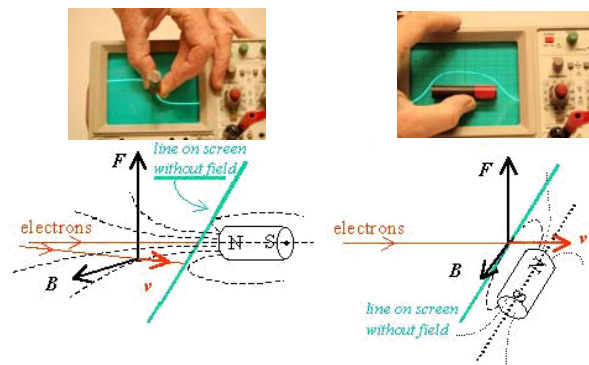 F
line on screen
without field
electrons
N
S
B
v
F
electrons
v
B
N
S
line on screen
without field